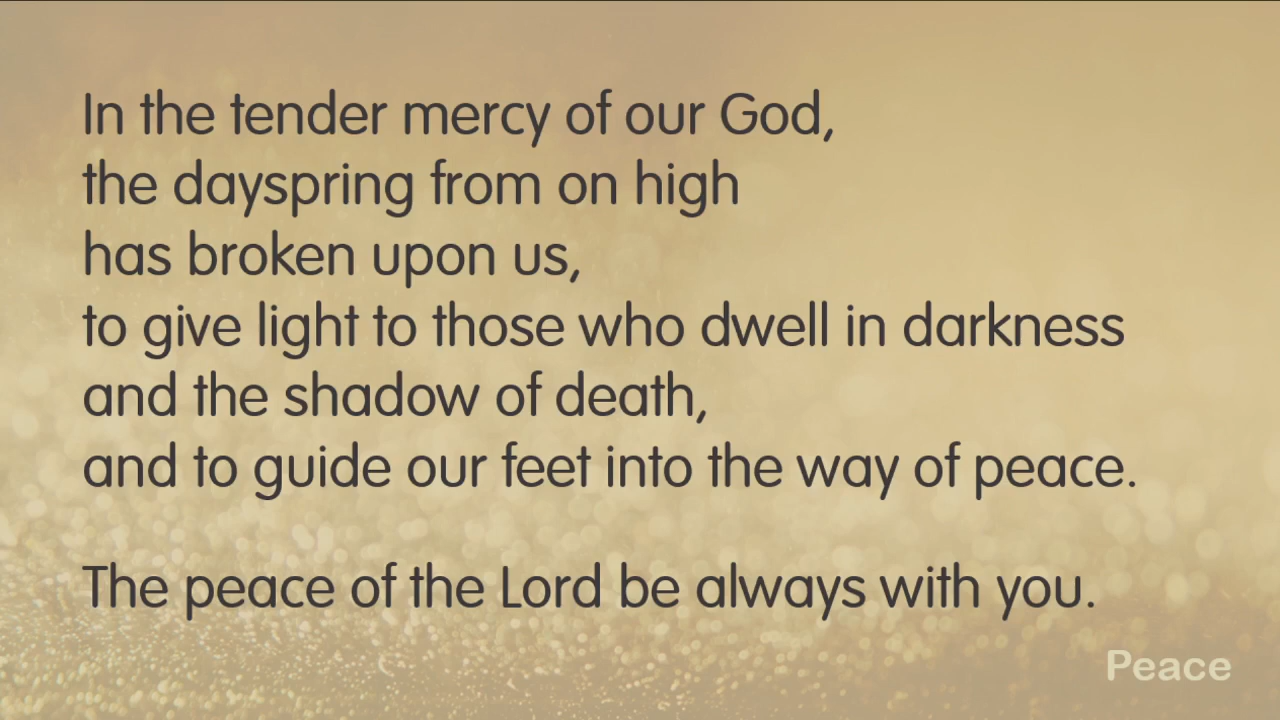 In the tender mercy of our God,
the dayspring from on high
has broken upon us,
to give light to those who dwell in darkness
and the shadow of death,
and to guide our feet into the way of peace.
The peace of the Lord be always with you.
Peace